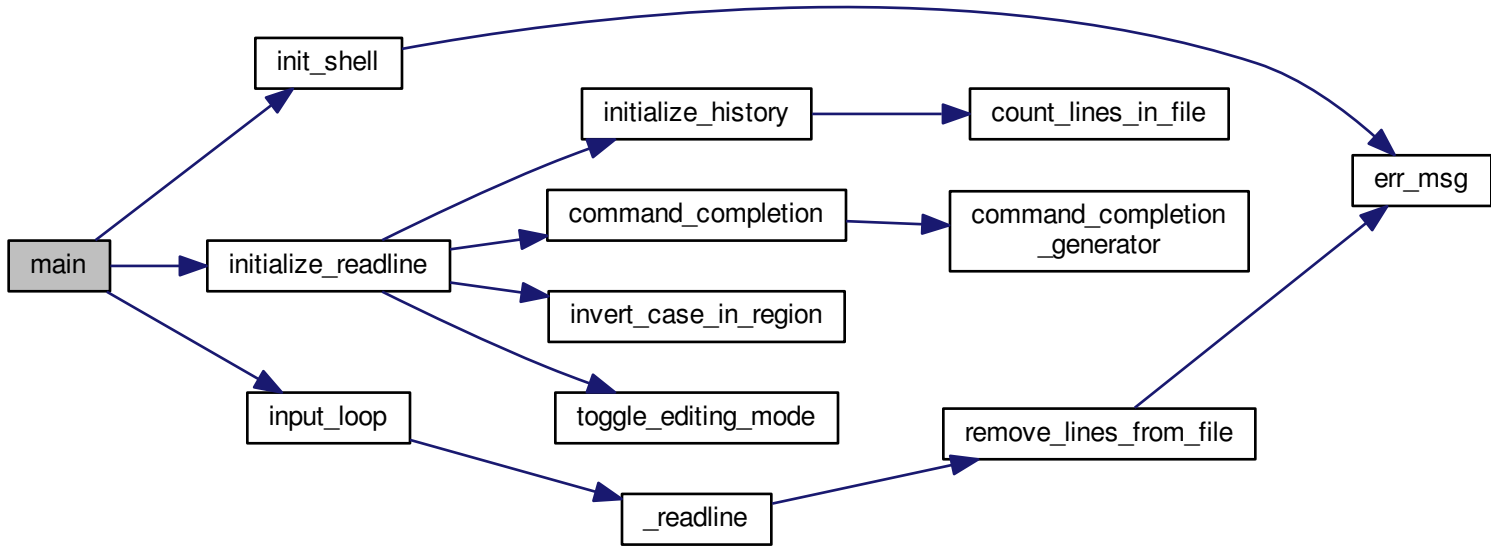 main
init_shell
initialize_readline
input_loop
initialize_history
command_completion
invert_case_in_region
toggle_editing_mode
_readline
count_lines_in_file
command_completion
_generator
remove_lines_from_file
err_msg